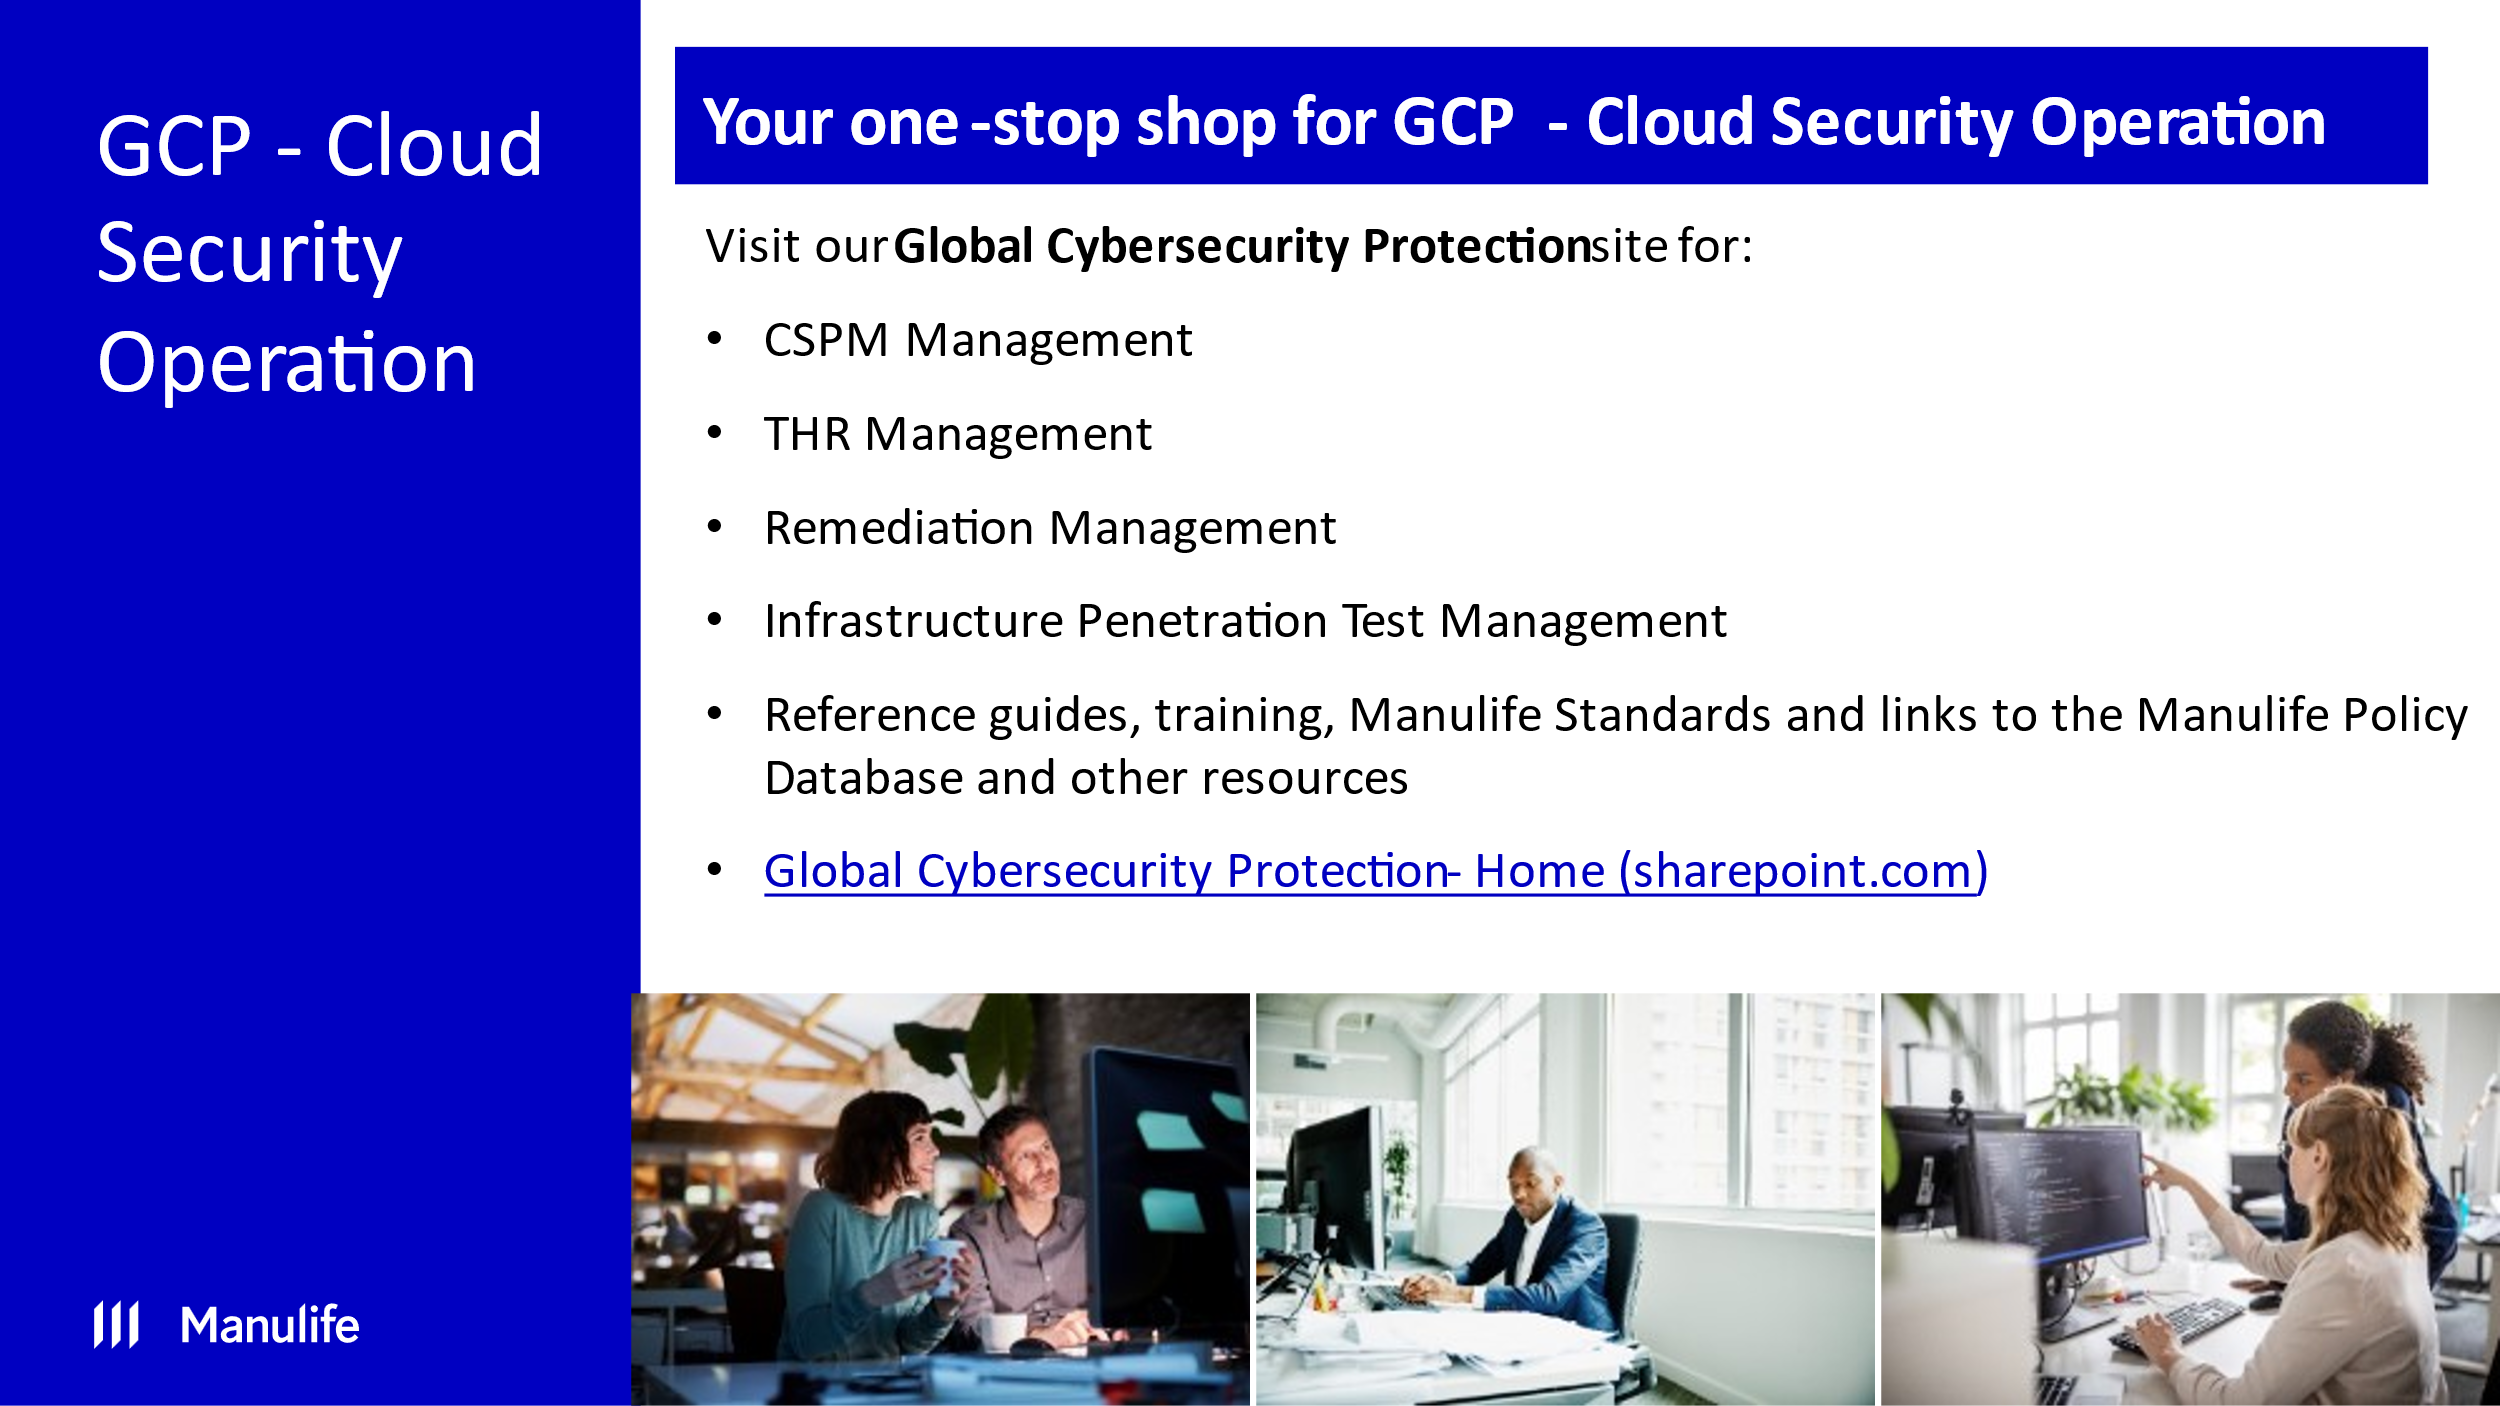 GCP - Cloud
Security
Operation
Your one-stop shop for GCP - Cloud Security Operation
Visit our Global Cybersecurity Protection site for:
• CSPM Management
• THR Management
• Remediation Management
• Infrastructure Penetration Test Management
• Reference guides, training, Manulife Standards and links to the Manulife Policy
Database and other resources
• Global Cybersecurity Protection- Home (sharepoint.com)
Manulife